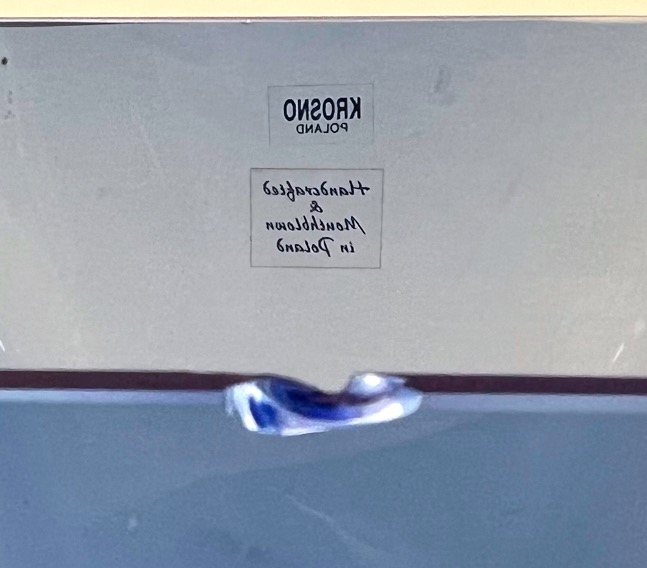 KROSNO
POLAND
Handcrafted
&
Mouthblown
in Poland